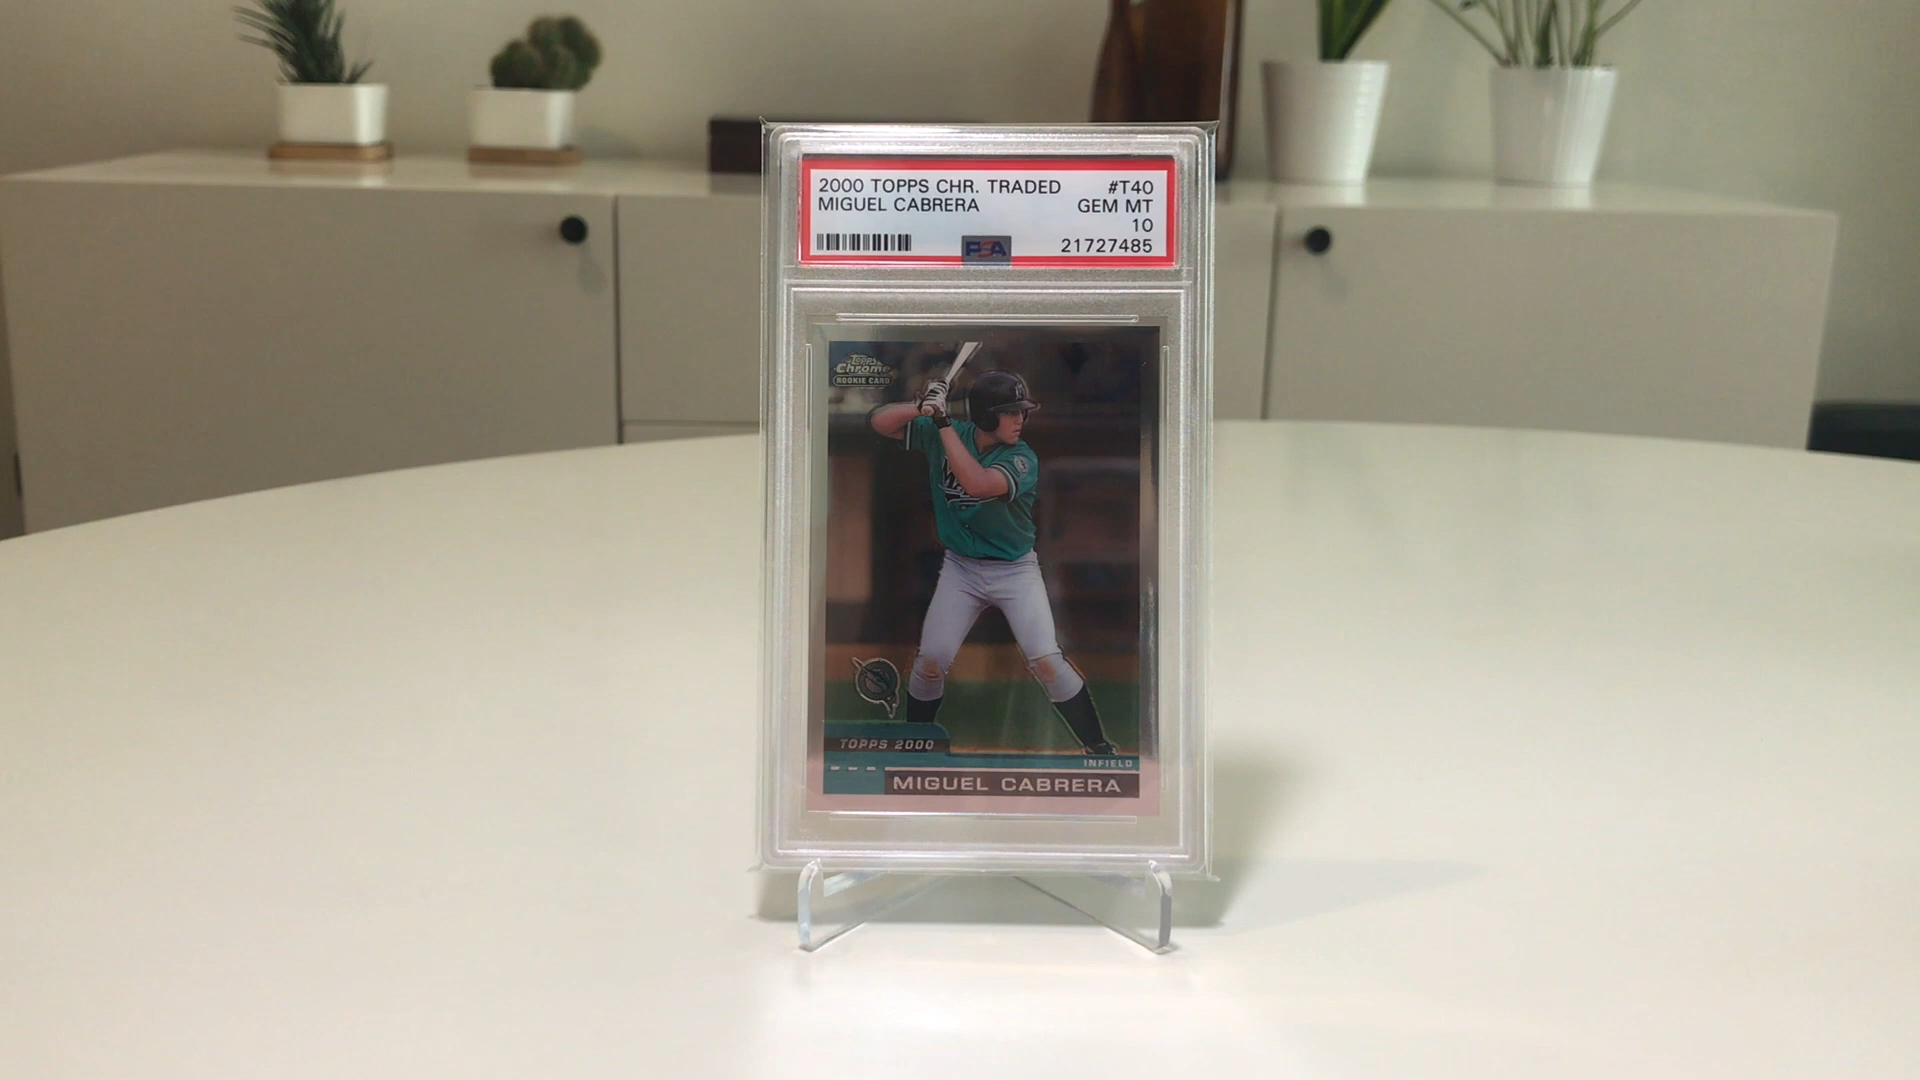 2000 TOPPS CHR. TRADED #T40
MIGUEL CABRERA GEM MT
10
PSA 21727485
Topps
Chrome
ROOKIE CARD
TOPPS 2000
INFIELD
MIGUEL CABRERA